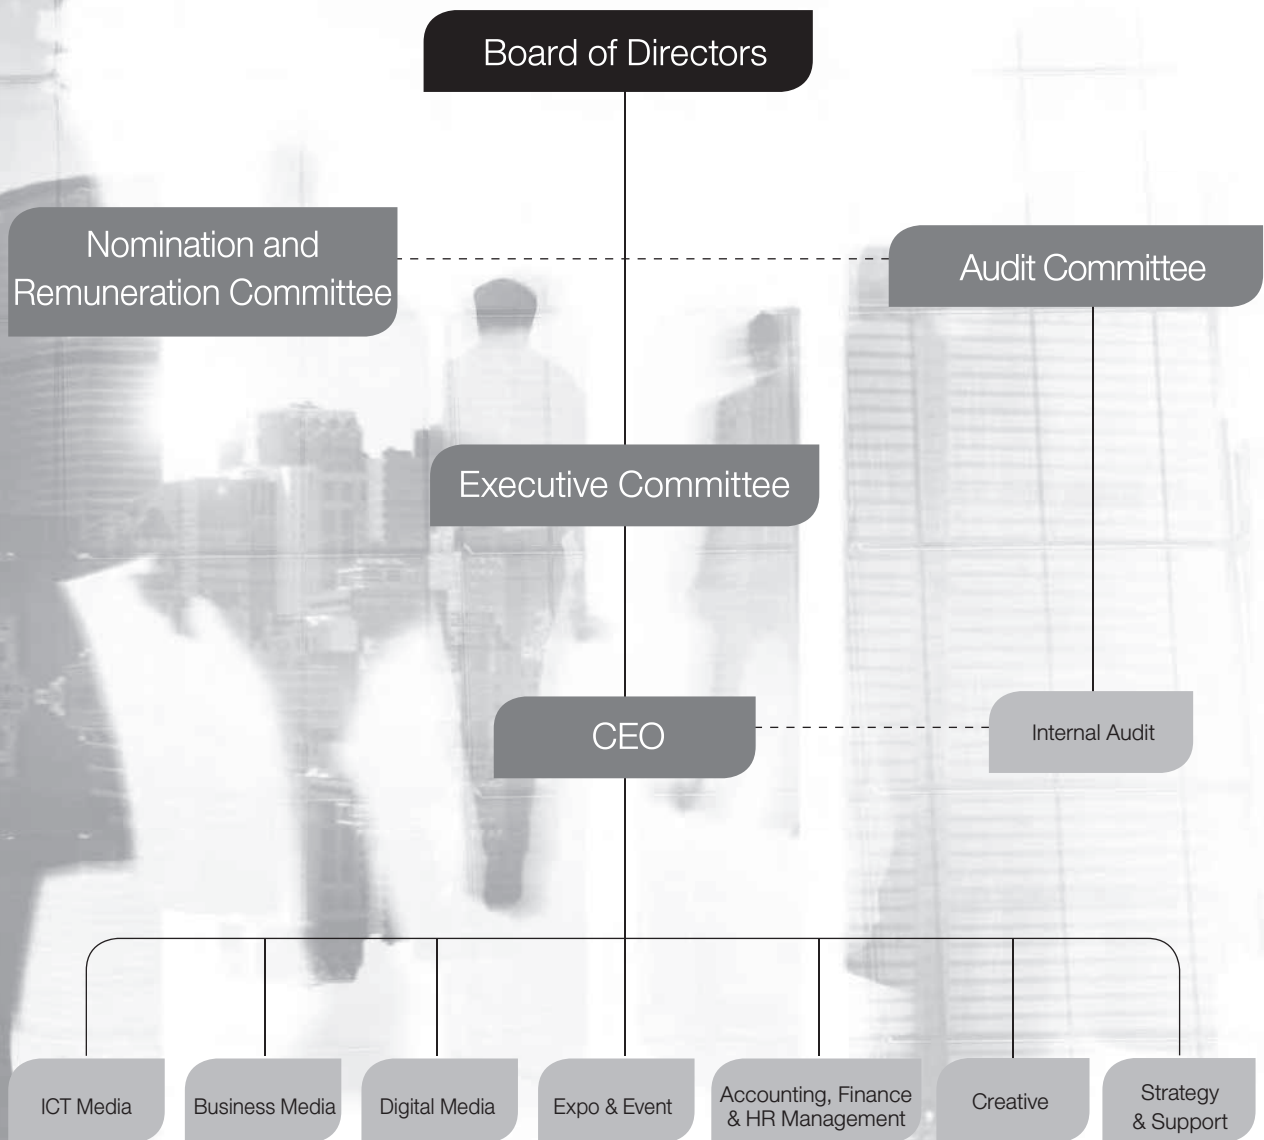 Board of Directors
Nomination and
Remuneration Committee
Audit Committee
Executive Committee
CEO
Internal Audit
ICT Media
Business Media
Digital Media
Expo & Event
Accounting, Finance
& HR Management
Creative
Strategy
& Support